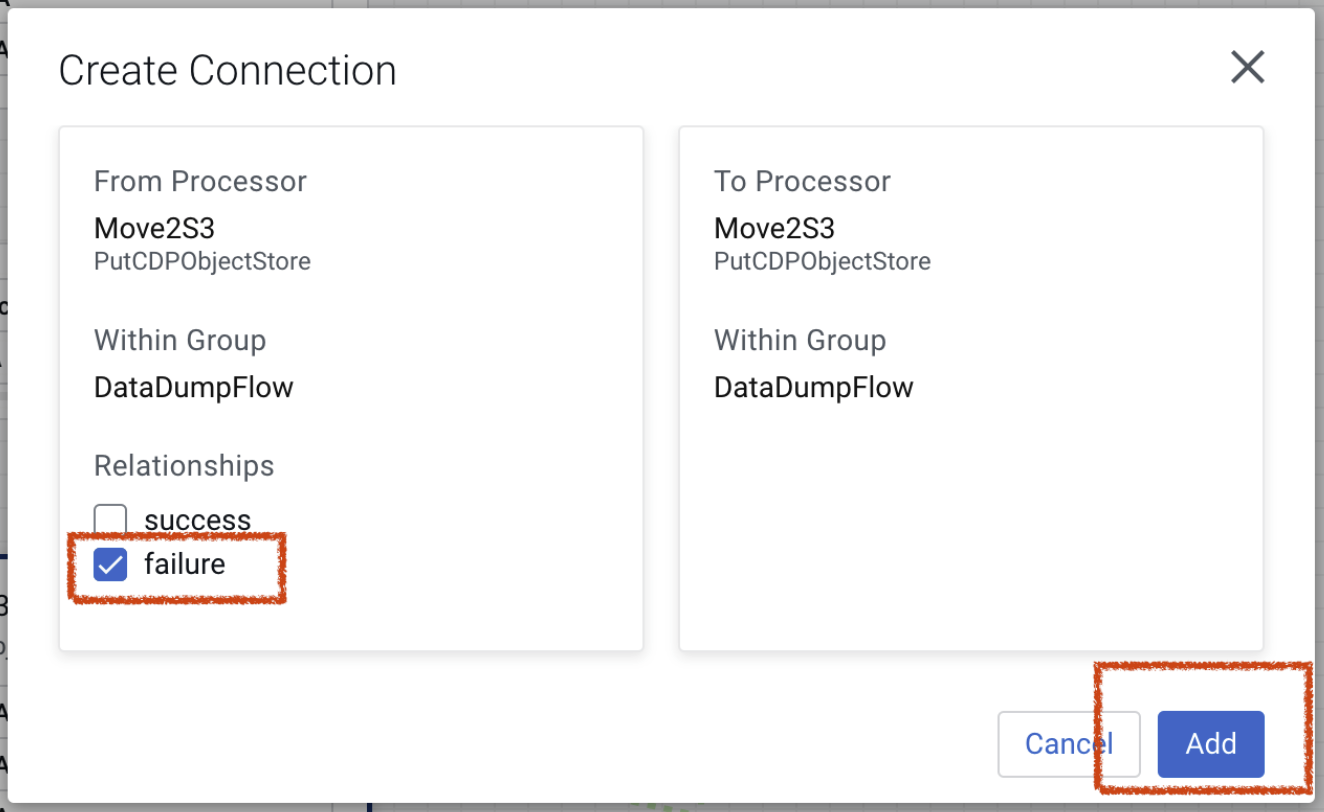 Create Connection
From Processor
Move2S3
PutCDPObjectStore
Within Group
DataDumpFlow
Relationships
success
failure
To Processor
Move2S3
PutCDPObjectStore
Within Group
DataDumpFlow
Cancel
Add